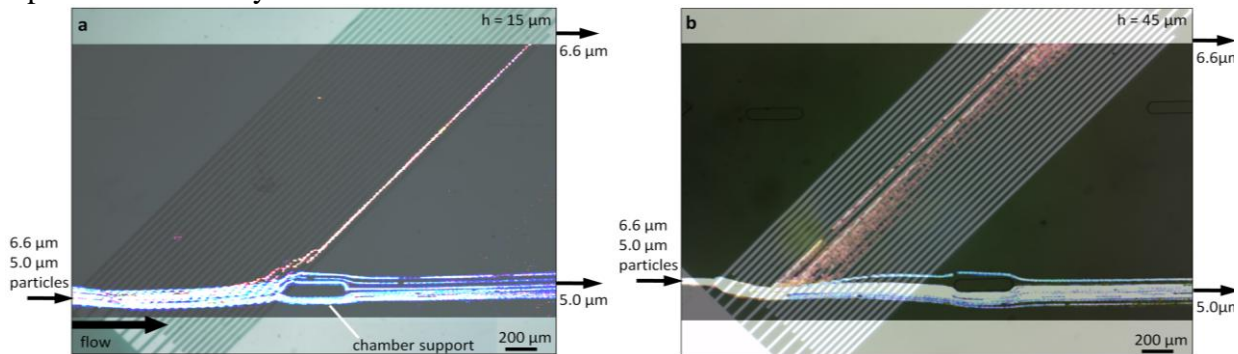 a
h = 15 µm
6.6 µm
6.6 µm
5.0 µm
particles
flow
chamber support
200 µm
5.0 µm
b
h = 45 µm
6.6µm
6.6 µm
5.0 µm
particles
200 µm
5.0µm